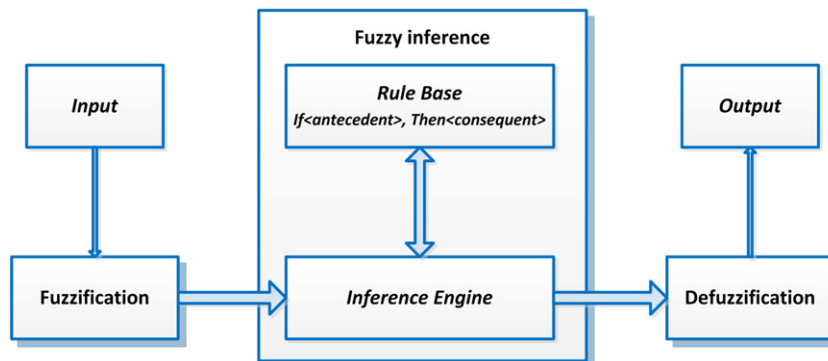 Fuzzy inference
Input
Rule Base
If<antecedent>, Then<consequent>
Output
Fuzzification
Inference Engine
Defuzzification